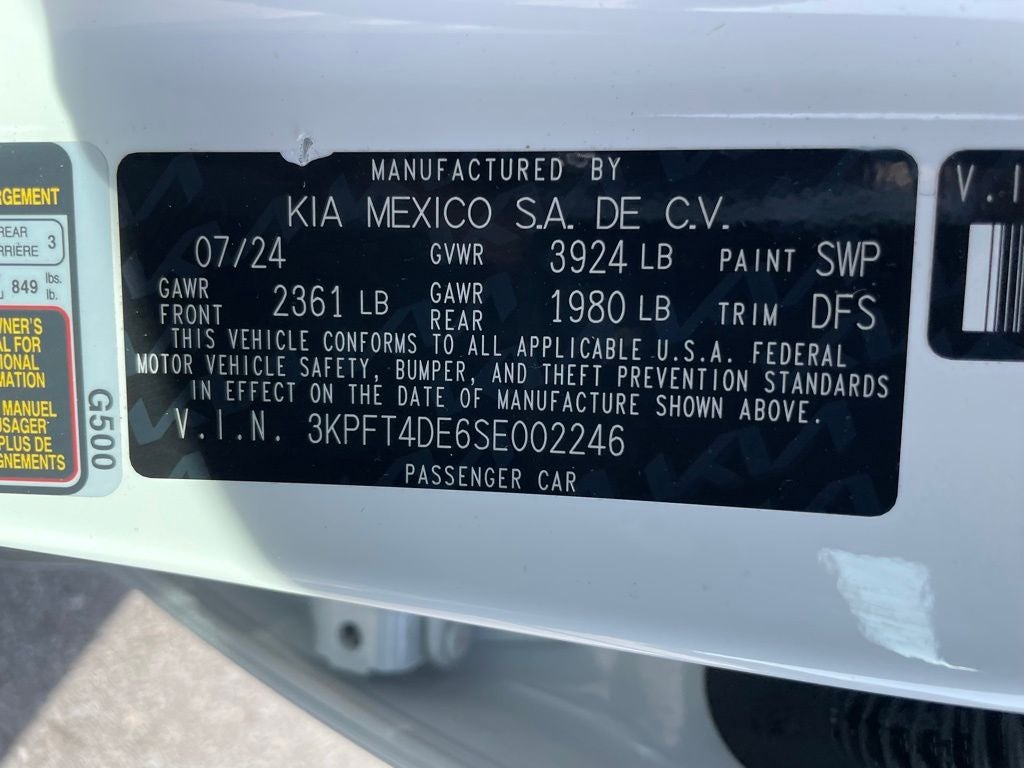 MANUFACTURED BY
KIA MEXICO S.A. DE C.V.
07/24 GVWR 3924 LB PAINT SWP
GAWR FRONT 2361 LB GAWR REAR 1980 LB TRIM DFS
THIS VEHICLE CONFORMS TO ALL APPLICABLE U.S.A. FEDERAL
MOTOR VEHICLE SAFETY, BUMPER, AND THEFT PREVENTION STANDARDS
IN EFFECT ON THE DATE OF MANUFACTURE SHOWN ABOVE.
V.I.N. 3KPFT4DE6SE002246
PASSENGER CAR
REAR
3
849 lbs.
lb.
MANUEL
G500